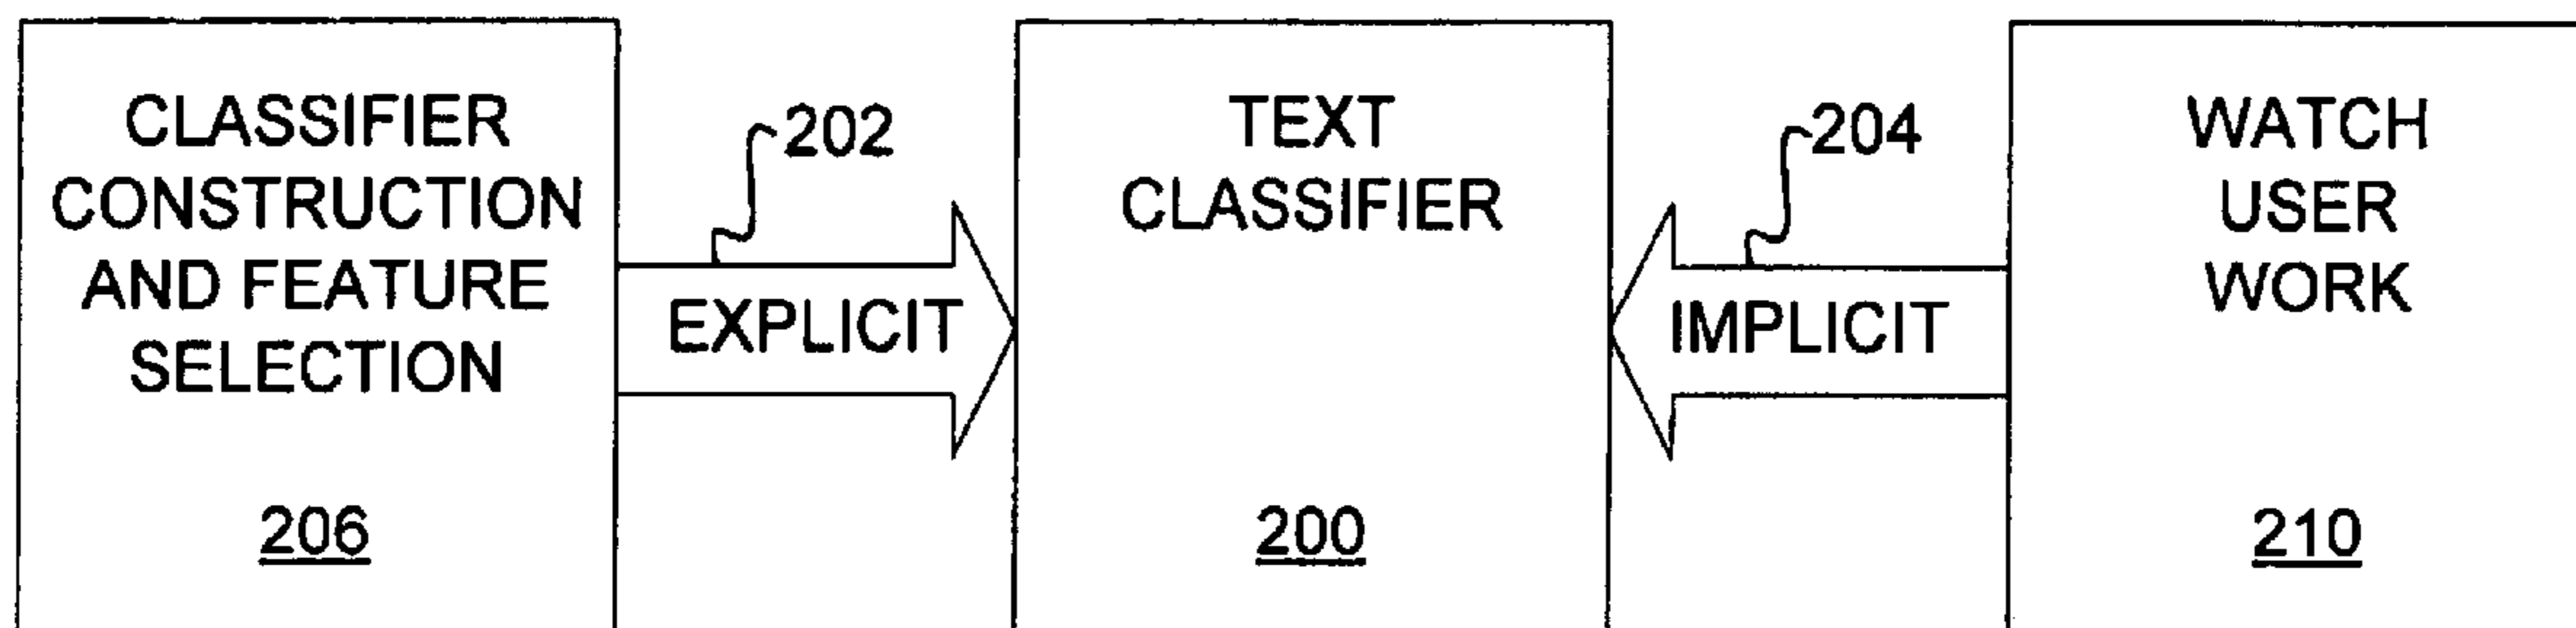 CLASSIFIER
CONSTRUCTION
AND FEATURE
SELECTION
206
202
EXPLICIT
TEXT
CLASSIFIER
200
204
IMPLICIT
WATCH
USER
WORK
210